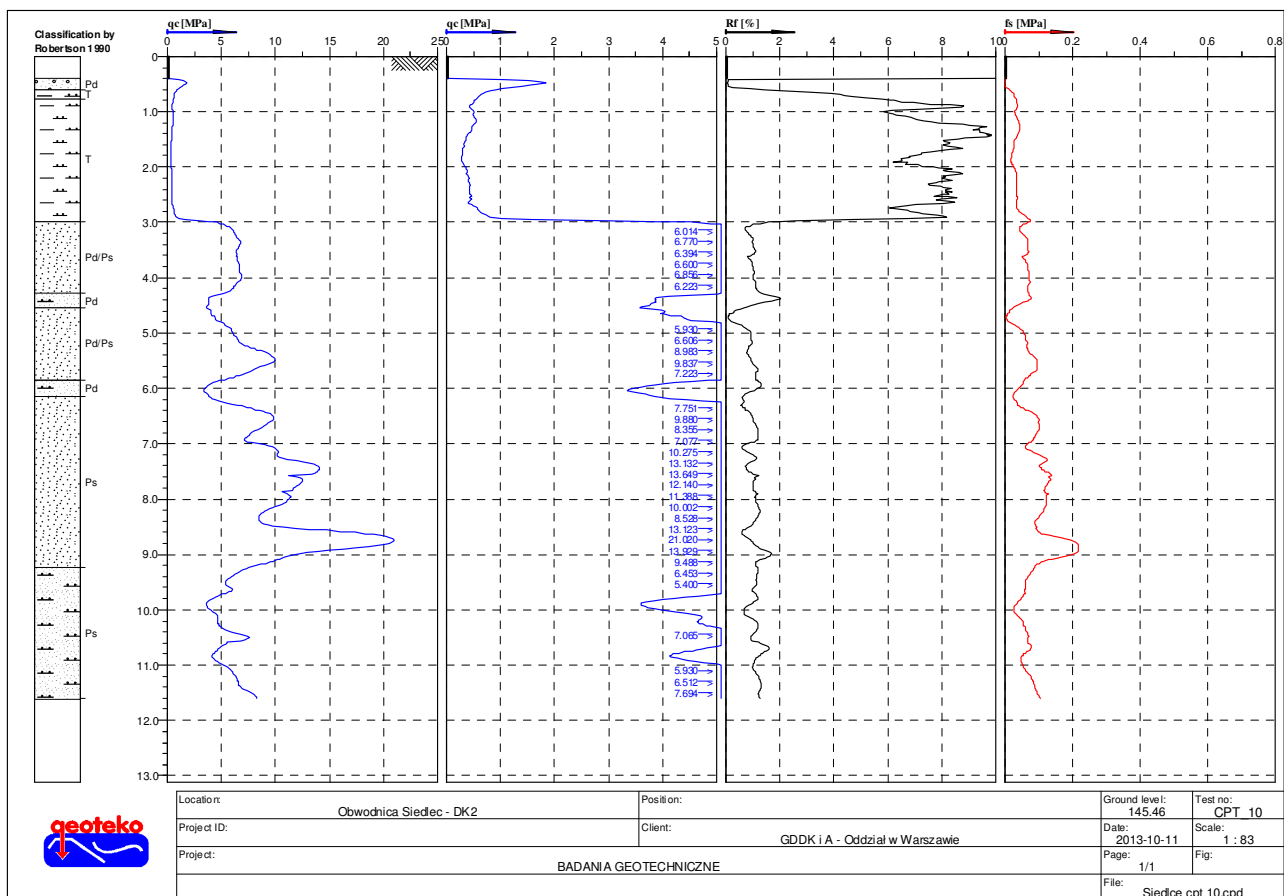 Classification by
Robertson 1990
qc [MPa]
0 5 10 15 20 25
qc [MPa]
0 1 2 3 4 5
Rf [%]
0 2 4 6 8 10
fs [MPa]
0 0.2 0.4 0.6 0.8
0
1.0
2.0
3.0
4.0
5.0
6.0
7.0
8.0
9.0
10.0
11.0
12.0
13.0
Pd
T
T
Pd/Ps
Pd
Pd/Ps
Pd
Ps
Ps
6.014
6.770
6.394
6.600
6.856
6.223
5.930
6.606
8.983
9.837
7.223
7.751
9.880
8.355
7.077
10.275
13.132
13.649
12.140
11.388
10.002
8.528
13.123
21.020
13.929
9.488
6.453
5.400
7.065
5.930
6.512
7.694
geoteko
Location:
Obwodnica Siedlec - DK2
Position:
Ground level:
145.46
Test no:
CPT_10
Project ID:
Client:
GDDK i A - Oddział w Warszawie
Date:
2013-10-11
Scale:
1 : 83
Project:
BADANIA GEOTECHNICZNE
Page:
1/1
Fig:
File:
Siedlce cpt 10.cpd